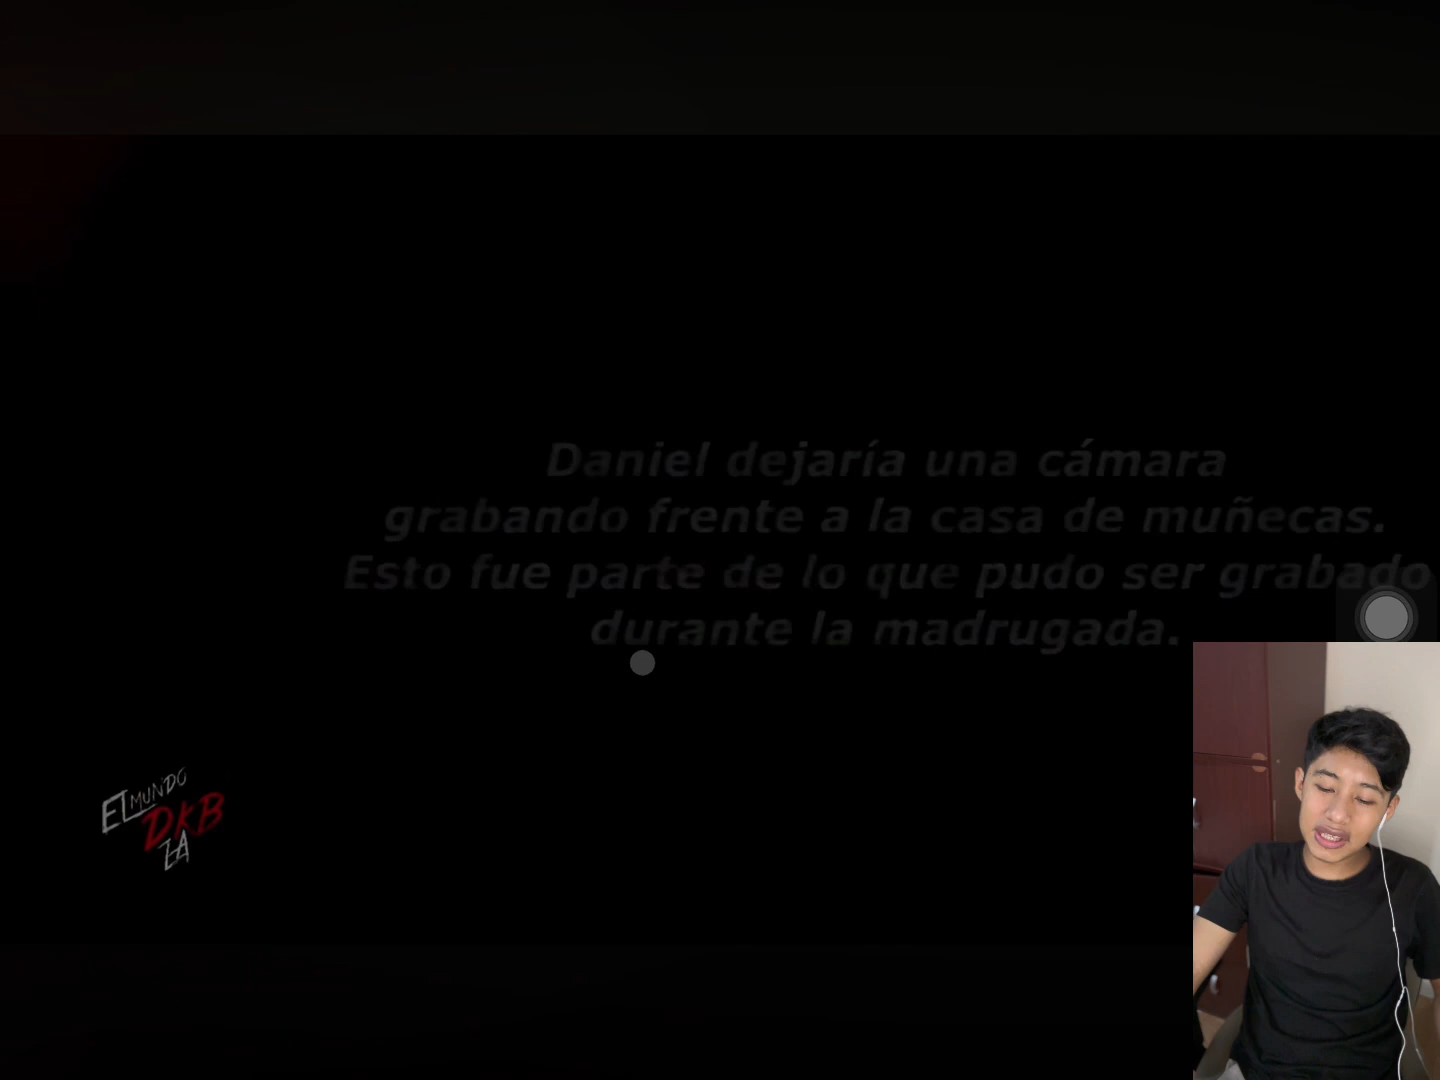 Daniel dejaría una cámara
grabando frente a la casa de muñecas.
Esto fue parte de lo que pudo ser grabado
durante la madrugada.
EL MUNDO
DKB
LA